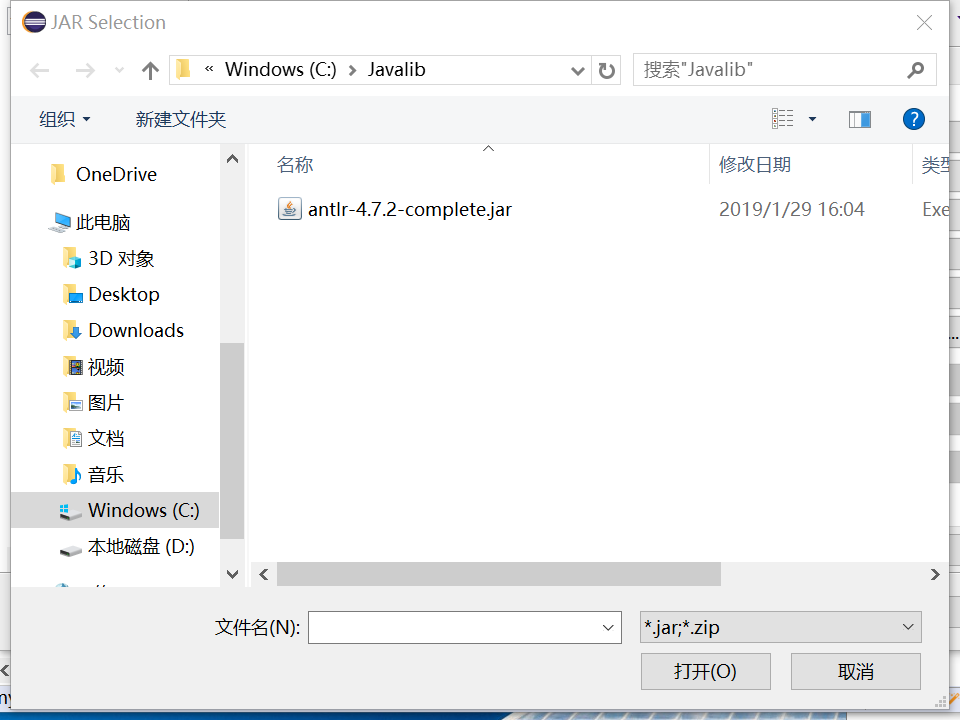 JAR Selection
« Windows (C:) > Javalib
搜索"Javalib"
组织
新建文件夹
名称
修改日期
类型
antlr-4.7.2-complete.jar
2019/1/29 16:04
Exe
OneDrive
此电脑
3D 对象
Desktop
Downloads
视频
图片
文档
音乐
Windows (C:)
本地磁盘 (D:)
文件名(N):
*.jar;*.zip
打开(O)
取消